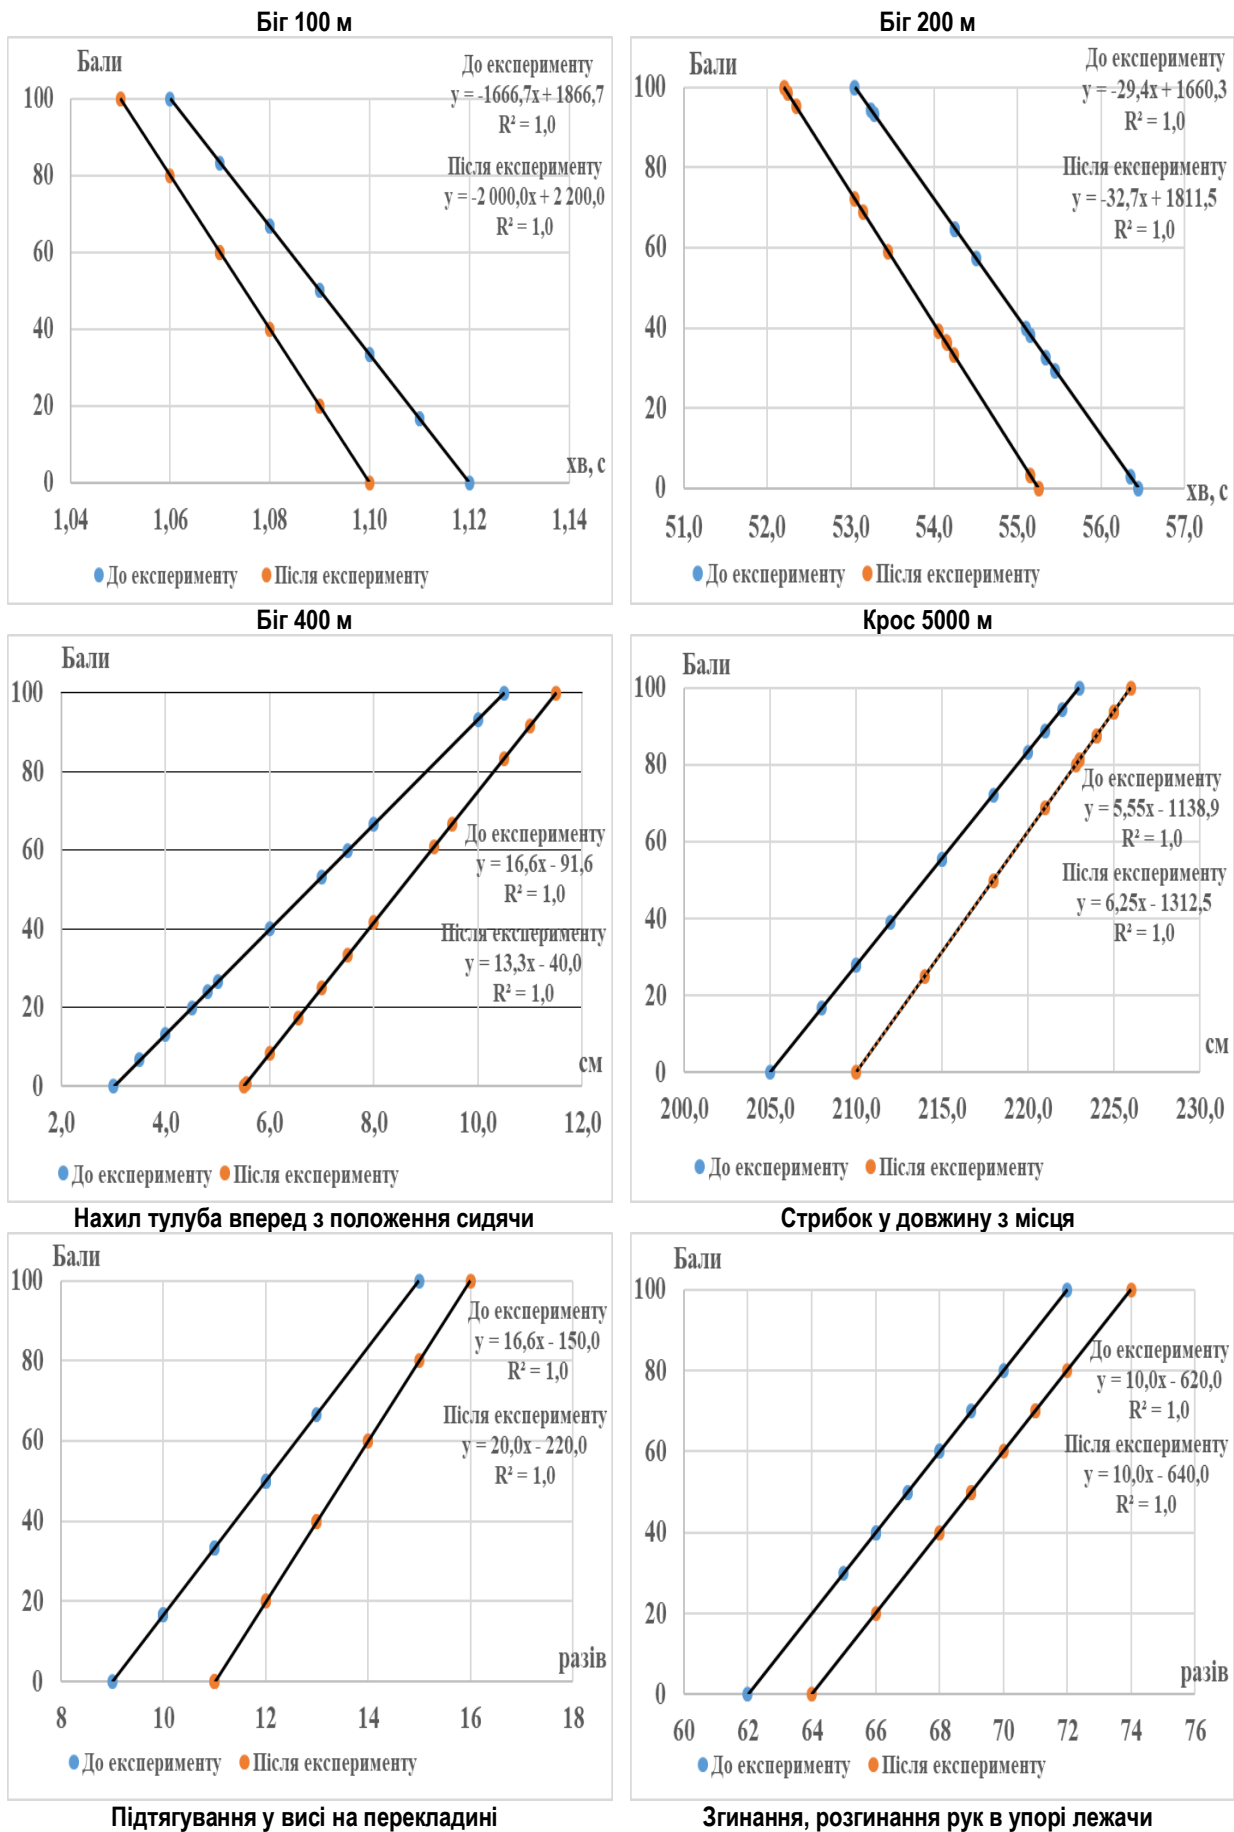 Біг 100 м
Біг 200 м
Бали
До експерименту
y = -1666,7x + 1866,7
R² = 1,0
Після експерименту
y = -2 000,0x + 2 200,0
R² = 1,0
100
80
60
40
20
0
хв, с
1,04 1,06 1,08 1,10 1,12 1,14
До експерименту Після експерименту
Бали
До експерименту
y = -29,4x + 1660,3
R² = 1,0
Після експерименту
y = -32,7x + 1811,5
R² = 1,0
100
80
60
40
20
0
хв, с
51,0 52,0 53,0 54,0 55,0 56,0 57,0
До експерименту Після експерименту
Біг 400 м
Крос 5000 м
Бали
100
80
60
40
20
0
До експерименту
y = 16,6x - 91,6
R² = 1,0
Після експерименту
y = 13,3x - 40,0
R² = 1,0
см
2,0 4,0 6,0 8,0 10,0 12,0
До експерименту Після експерименту
Бали
100
80
60
40
20
0
До експерименту
y = 5,55x - 1138,9
R² = 1,0
Після експерименту
y = 6,25x - 1312,5
R² = 1,0
см
200,0 205,0 210,0 215,0 220,0 225,0 230,0
До експерименту Після експерименту
Нахил тулуба вперед з положення сидячи
Стрибок у довжину з місця
Бали
100
80
60
40
20
0
До експерименту
y = 16,6x - 150,0
R² = 1,0
Після експерименту
y = 20,0x - 220,0
R² = 1,0
разів
8 10 12 14 16 18
До експерименту Після експерименту
Бали
100
80
60
40
20
0
До експерименту
y = 10,0x - 620,0
R² = 1,0
Після експерименту
y = 10,0x - 640,0
R² = 1,0
разів
60 62 64 66 68 70 72 74 76
До експерименту Після експерименту
Підтягування у висі на перекладині
Згинання, розгинання рук в упорі лежачи